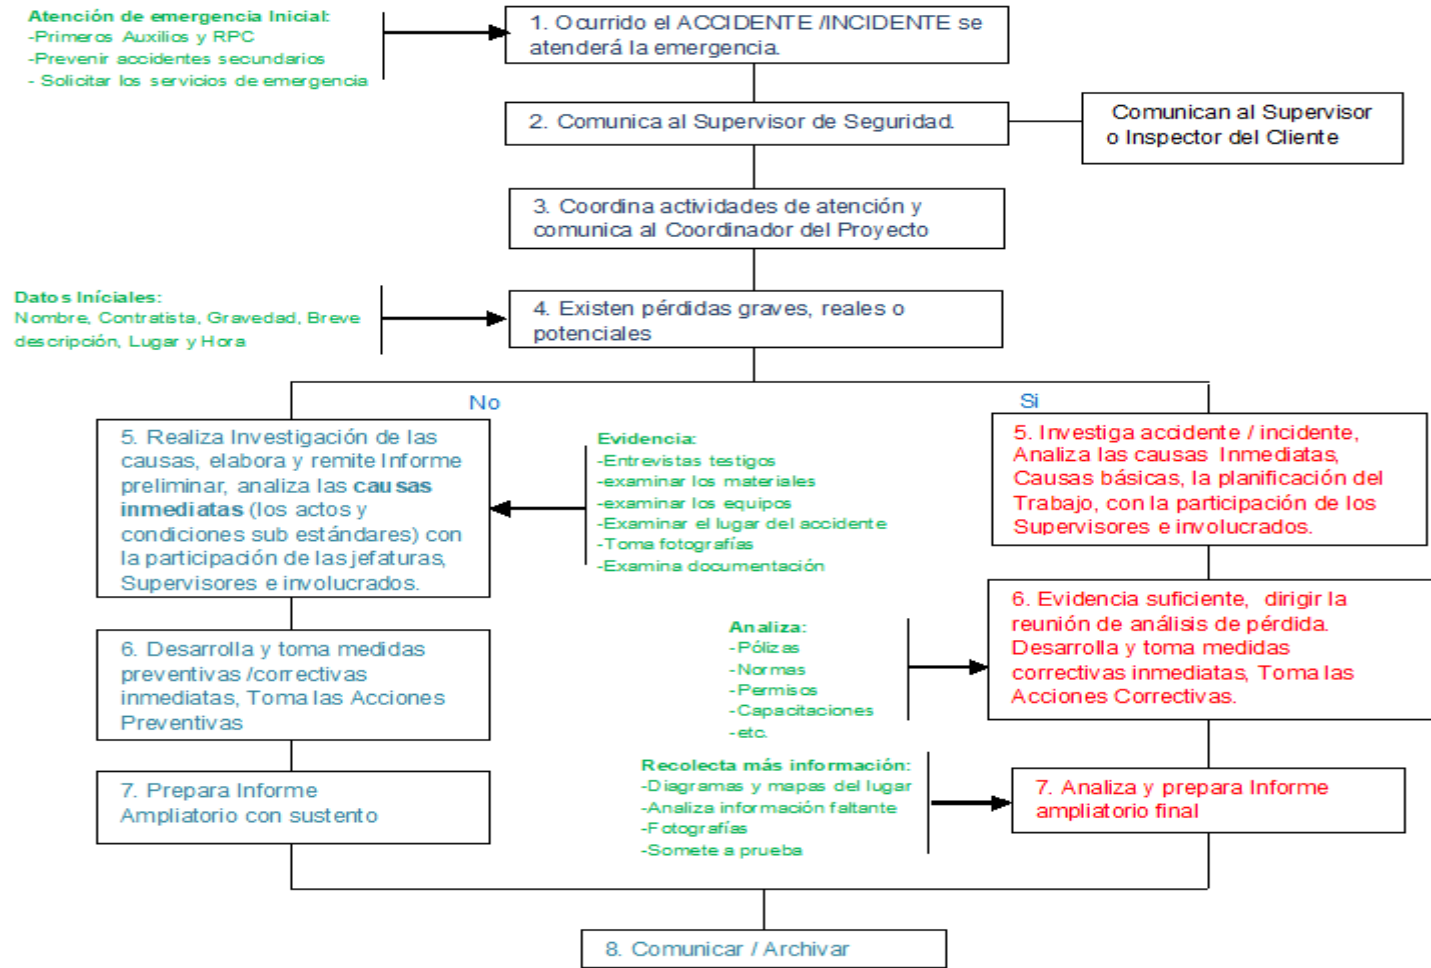 Atención de emergencia Inicial:
-Primeros Auxilios y RPC
-Prevenir accidentes secundarios
- Solicitar los servicios de emergencia
1. Ocurrido el ACCIDENTE /INCIDENTE se
atenderá la emergencia.
2. Comunica al Supervisor de Seguridad.
Comunican al Supervisor
o Inspector del Cliente
3. Coordina actividades de atención y
comunica al Coordinador del Proyecto
Datos Iníciales:
Nombre, Contratista, Gravedad, Breve
descripción, Lugar y Hora
4. Existen pérdidas graves, reales o
potenciales
No
Si
5. Realiza Investigación de las
causas, elabora y remite Informe
preliminar, analiza las causas
inmediatas (los actos y
condiciones sub estándares) con
la participación de las jefaturas,
Supervisores e involucrados.
Evidencia:
-Entrevistas testigos
-examinar los materiales
-examinar los equipos
-Examinar el lugar del accidente
-Toma fotografías
-Examina documentación
5. Investiga accidente / incidente,
Analiza las causas Inmediatas,
Causas básicas, la planificación del
Trabajo, con la participación de los
Supervisores e involucrados.
6. Desarrolla y toma medidas
preventivas /correctivas
inmediatas, Toma las Acciones
Preventivas
Analiza:
-Pólizas
-Normas
-Permisos
-Capacitaciones
-etc.
6. Evidencia suficiente, dirigir la
reunión de análisis de pérdida.
Desarrolla y toma medidas
correctivas inmediatas, Toma las
Acciones Correctivas.
7. Prepara Informe
Ampliatorio con sustento
Recolecta más información:
-Diagramas y mapas del lugar
-Analiza información faltante
-Fotografías
-Somete a prueba
7. Analiza y prepara Informe
ampliatorio final
8. Comunicar / Archivar